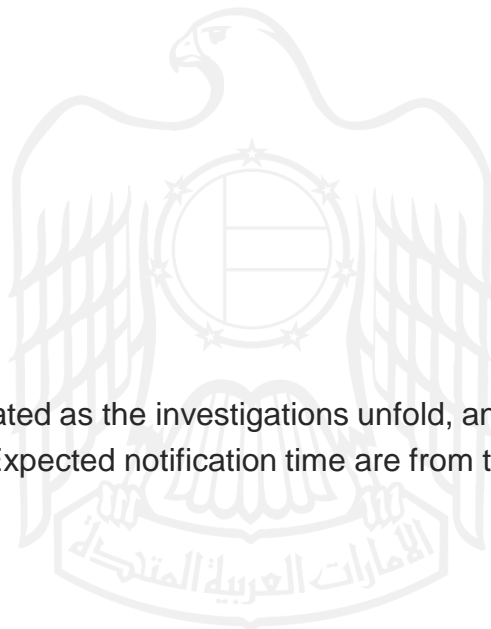 ated as the investigations unfold, an
Expected notification time are from t
الإمارات العربية المتحدة